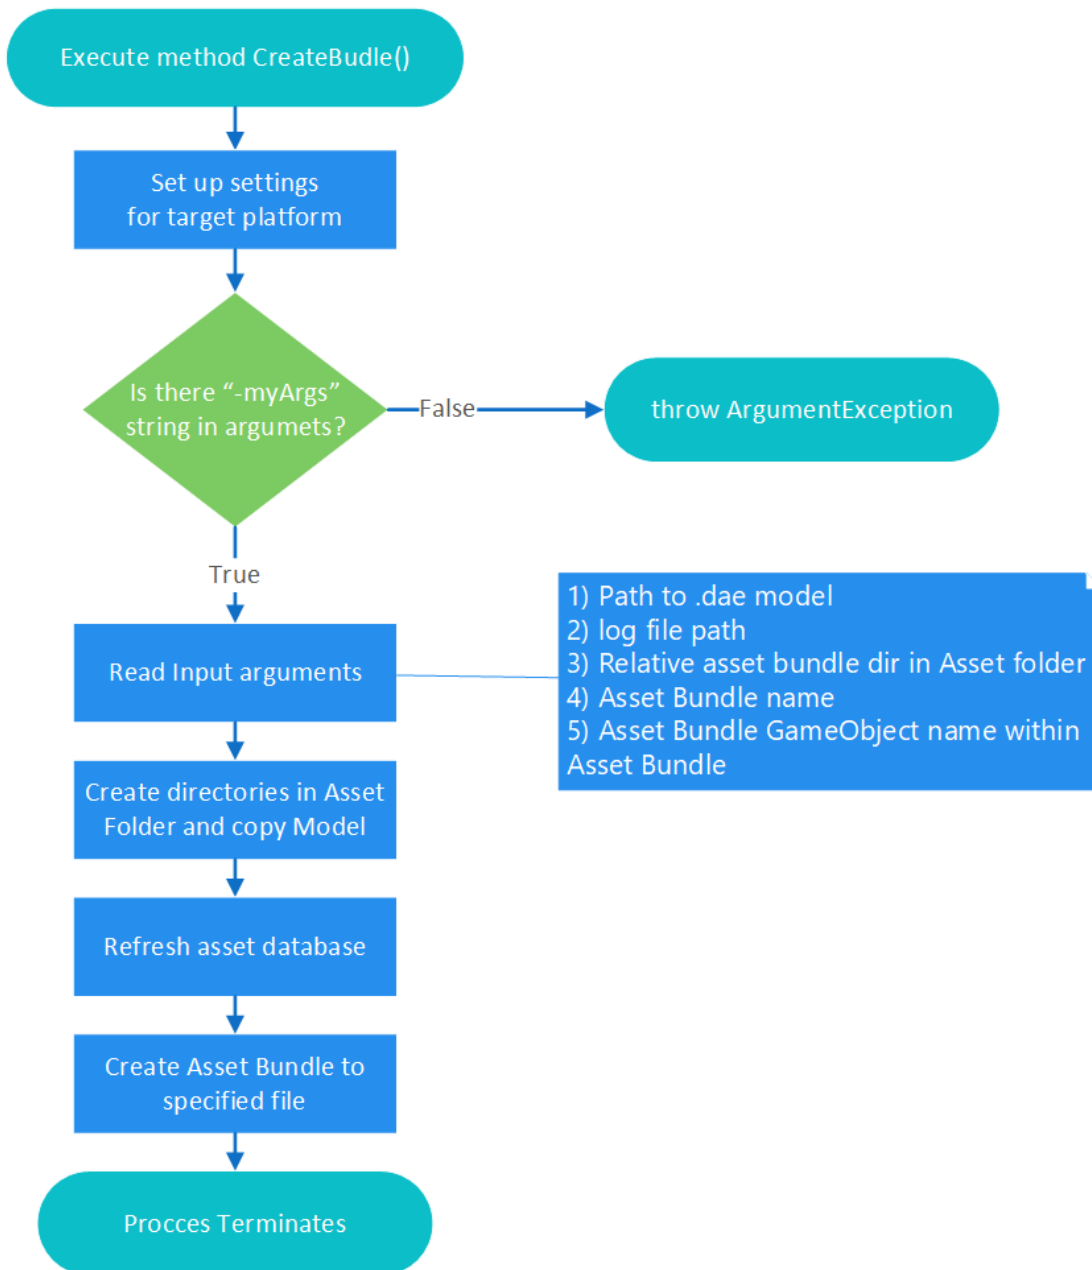 Execute method CreateBudle()
Set up settings
for target platform
Is there “-myArgs”
string in argumets?
False
throw ArgumentException
True
Read Input arguments
1) Path to .dae model
2) log file path
3) Relative asset bundle dir in Asset folder
4) Asset Bundle name
5) Asset Bundle GameObject name within
Asset Bundle
Create directories in Asset
Folder and copy Model
Refresh asset database
Create Asset Bundle to
specified file
Procces Terminates